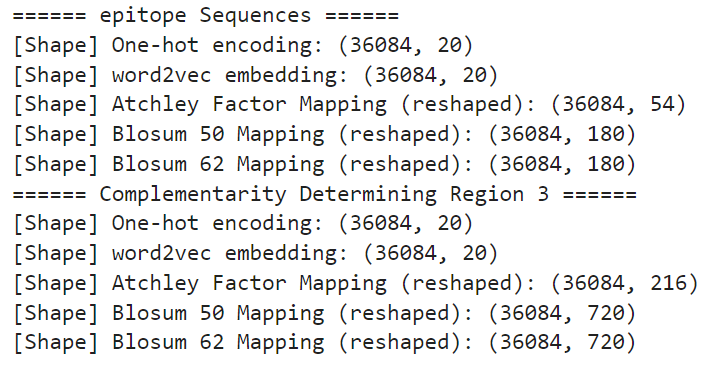 ====== epitope Sequences ======
[Shape] One-hot encoding: (36084, 20)
[Shape] word2vec embedding: (36084, 20)
[Shape] Atchley Factor Mapping (reshaped): (36084, 54)
[Shape] Blosum 50 Mapping (reshaped): (36084, 180)
[Shape] Blosum 62 Mapping (reshaped): (36084, 180)
====== Complementarity Determining Region 3 ======
[Shape] One-hot encoding: (36084, 20)
[Shape] word2vec embedding: (36084, 20)
[Shape] Atchley Factor Mapping (reshaped): (36084, 216)
[Shape] Blosum 50 Mapping (reshaped): (36084, 720)
[Shape] Blosum 62 Mapping (reshaped): (36084, 720)